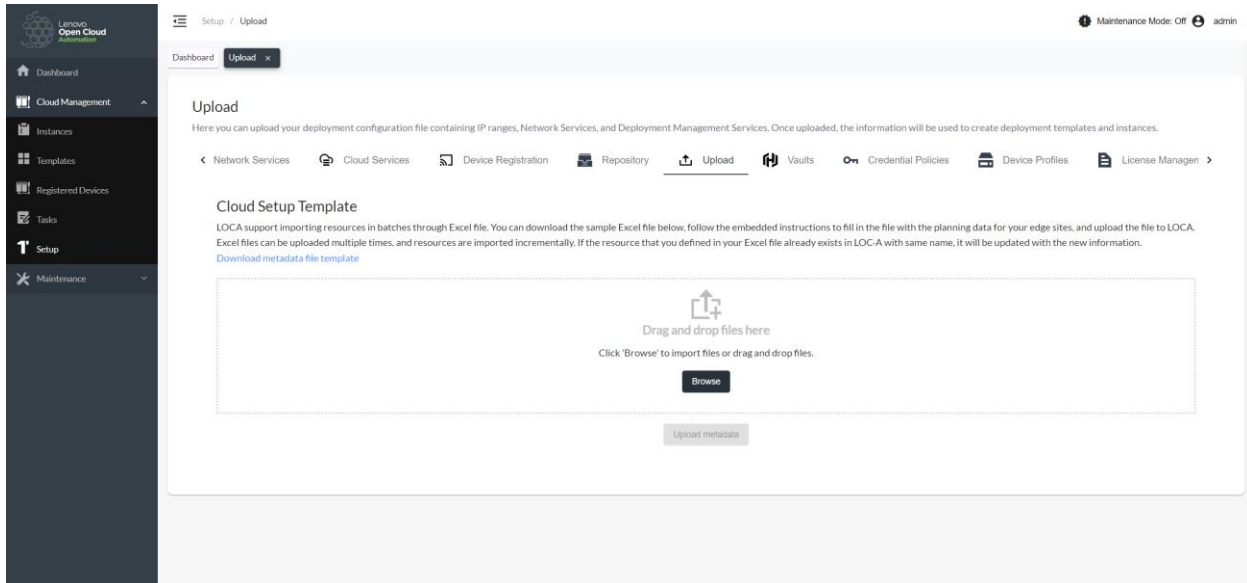 Lenovo
Open Cloud
Automation
Setup / Upload
Maintenance Mode: Off
admin
Dashboard
Upload ×
Dashboard
Cloud Management
Instances
Templates
Registered Devices
Tasks
Setup
Maintenance
Upload
Here you can upload your deployment configuration file containing IP ranges, Network Services, and Deployment Management Services. Once uploaded, the information will be used to create deployment templates and instances.
Network Services
Cloud Services
Device Registration
Repository
Upload
Vaults
Credential Policies
Device Profiles
License Managen
Cloud Setup Template
LOCA support importing resources in batches through Excel file. You can download the sample Excel file below, follow the embedded instructions to fill in the file with the planning data for your edge sites, and upload the file to LOCA.
Excel files can be uploaded multiple times, and resources are imported incrementally. If the resource that you defined in your Excel file already exists in LOC-A with same name, it will be updated with the new information.
Download metadata file template
Drag and drop files here
Click 'Browse' to import files or drag and drop files.
Browse
Upload metadata